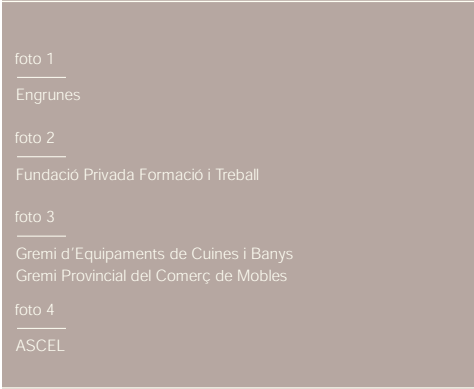 foto 1
Engrunes
foto 2
Fundació Privada Formació i Treball
foto 3
Gremi d'Equipaments de Cuines i Banys
Gremi Provincial del Comerç de Mobles
foto 4
ASCEL